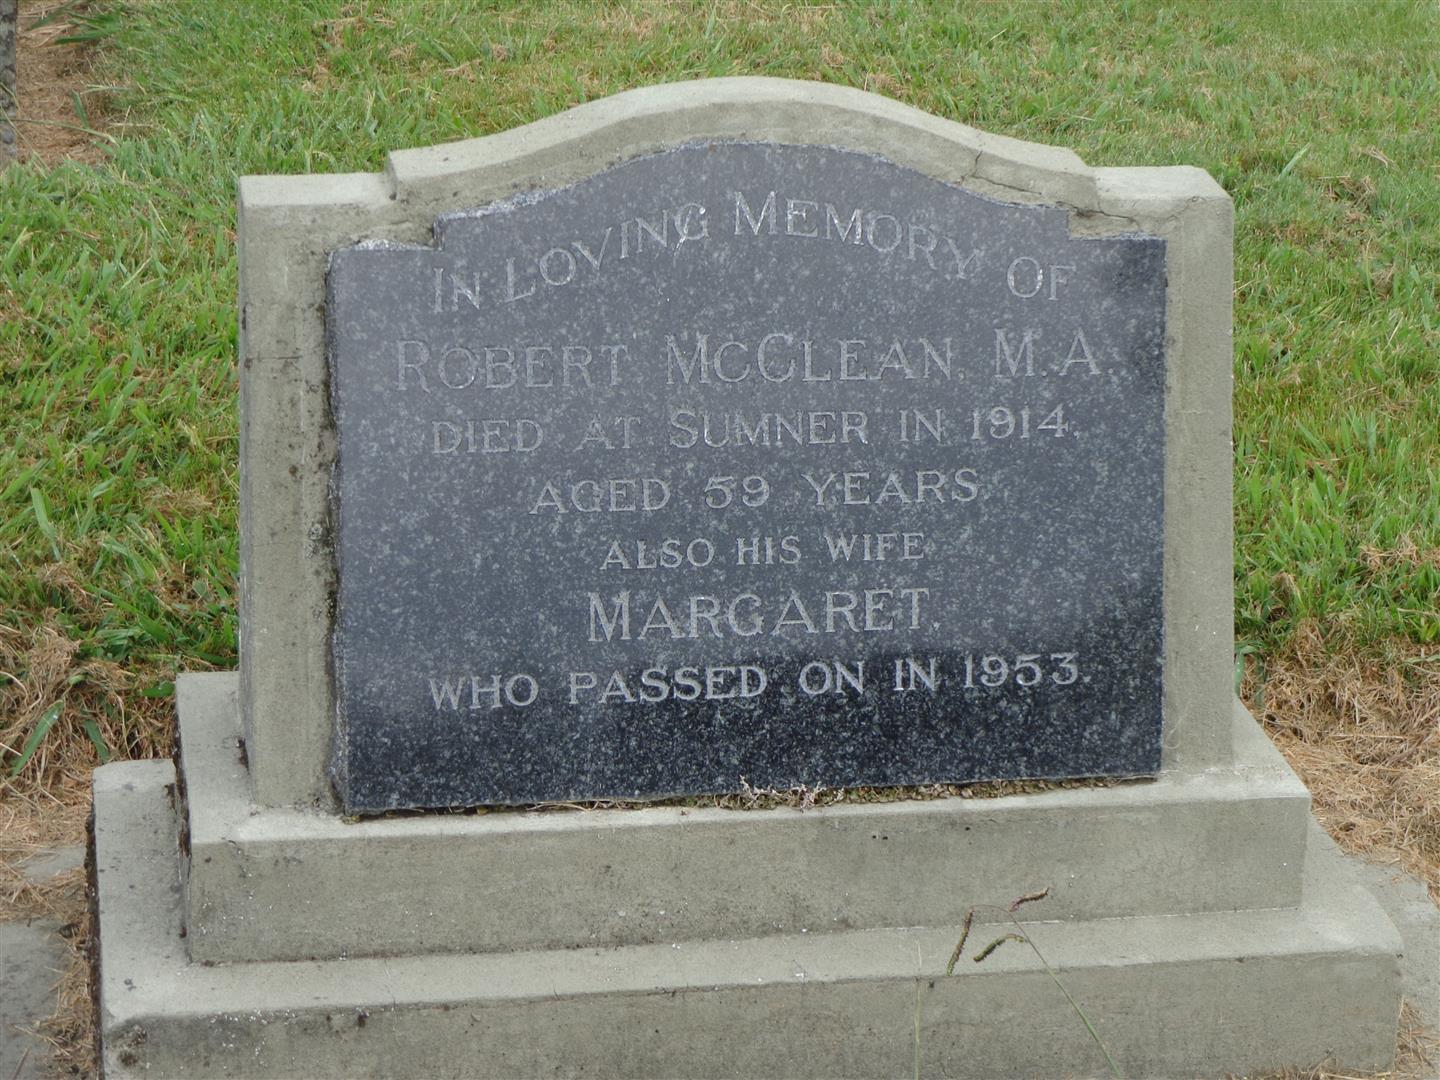 IN LOVING MEMORY OF
ROBERT MCCLEAN, M.A.
DIED AT SUMNER IN 1914.
AGED 59 YEARS
ALSO HIS WIFE
MARGARET.
WHO PASSED ON IN 1953.